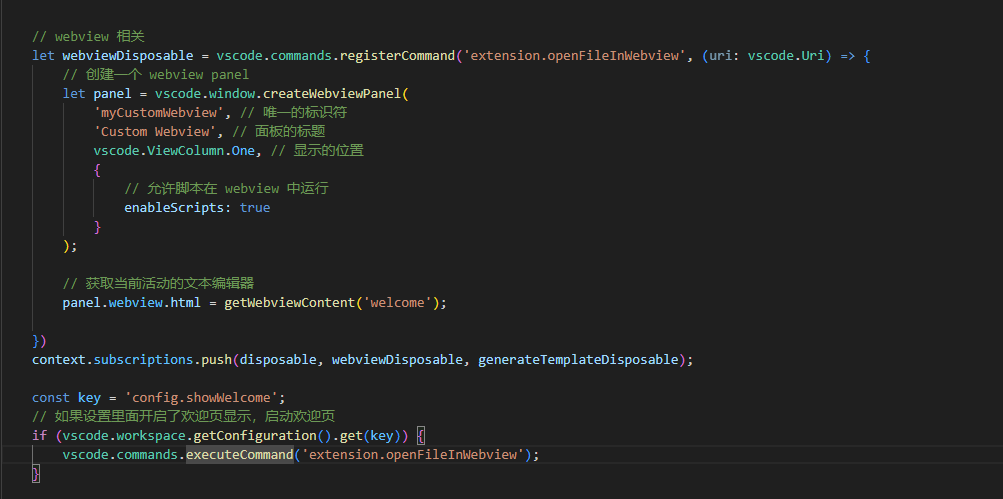 // webview 相关
let webviewDisposable = vscode.commands.registerCommand('extension.openFileInWebview', (uri: vscode.Uri) => {
// 创建一个 webview panel
let panel = vscode.window.createWebviewPanel(
'myCustomWebview', // 唯一的标识符
'Custom Webview', // 面板的标题
vscode.ViewColumn.One, // 显示的位置
{
// 允许脚本在 webview 中运行
enableScripts: true
}
);
// 获取当前活动的文本编辑器
panel.webview.html = getWebviewContent('welcome');
})
context.subscriptions.push(disposable, webviewDisposable, generateTemplateDisposable);
const key = 'config.showWelcome';
// 如果设置里面开启了欢迎页显示，启动欢迎页
if (vscode.workspace.getConfiguration().get(key)) {
vscode.commands.executeCommand('extension.openFileInWebview');
}